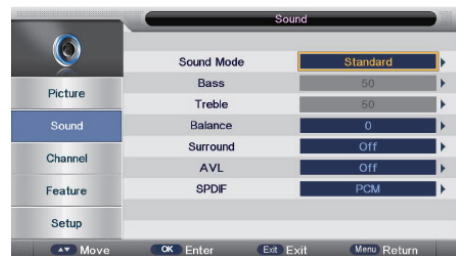 Sound
Picture
Sound
Channel
Feature
Setup
Sound Mode Standard
Bass 50
Treble 50
Balance 0
Surround Off
AVL Off
SPDIF PCM
Move OK Enter Exit Exit Menu Return